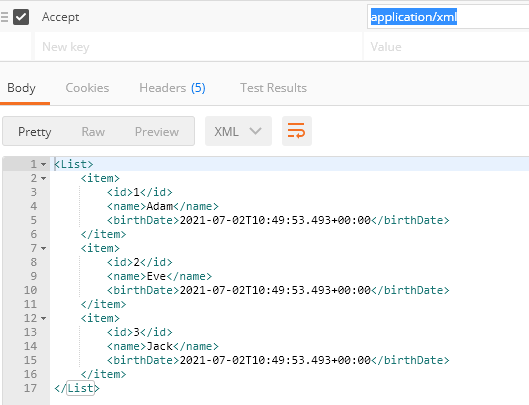 Accept application/xml
New key Value
Body Cookies Headers (5) Test Results
Pretty Raw Preview XML
1 <List>
2 <item>
3 <id>1</id>
4 <name>Adam</name>
5 <birthDate>2021-07-02T10:49:53.493+00:00</birthDate>
6 </item>
7 <item>
8 <id>2</id>
9 <name>Eve</name>
10 <birthDate>2021-07-02T10:49:53.493+00:00</birthDate>
11 </item>
12 <item>
13 <id>3</id>
14 <name>Jack</name>
15 <birthDate>2021-07-02T10:49:53.493+00:00</birthDate>
16 </item>
17 </List>